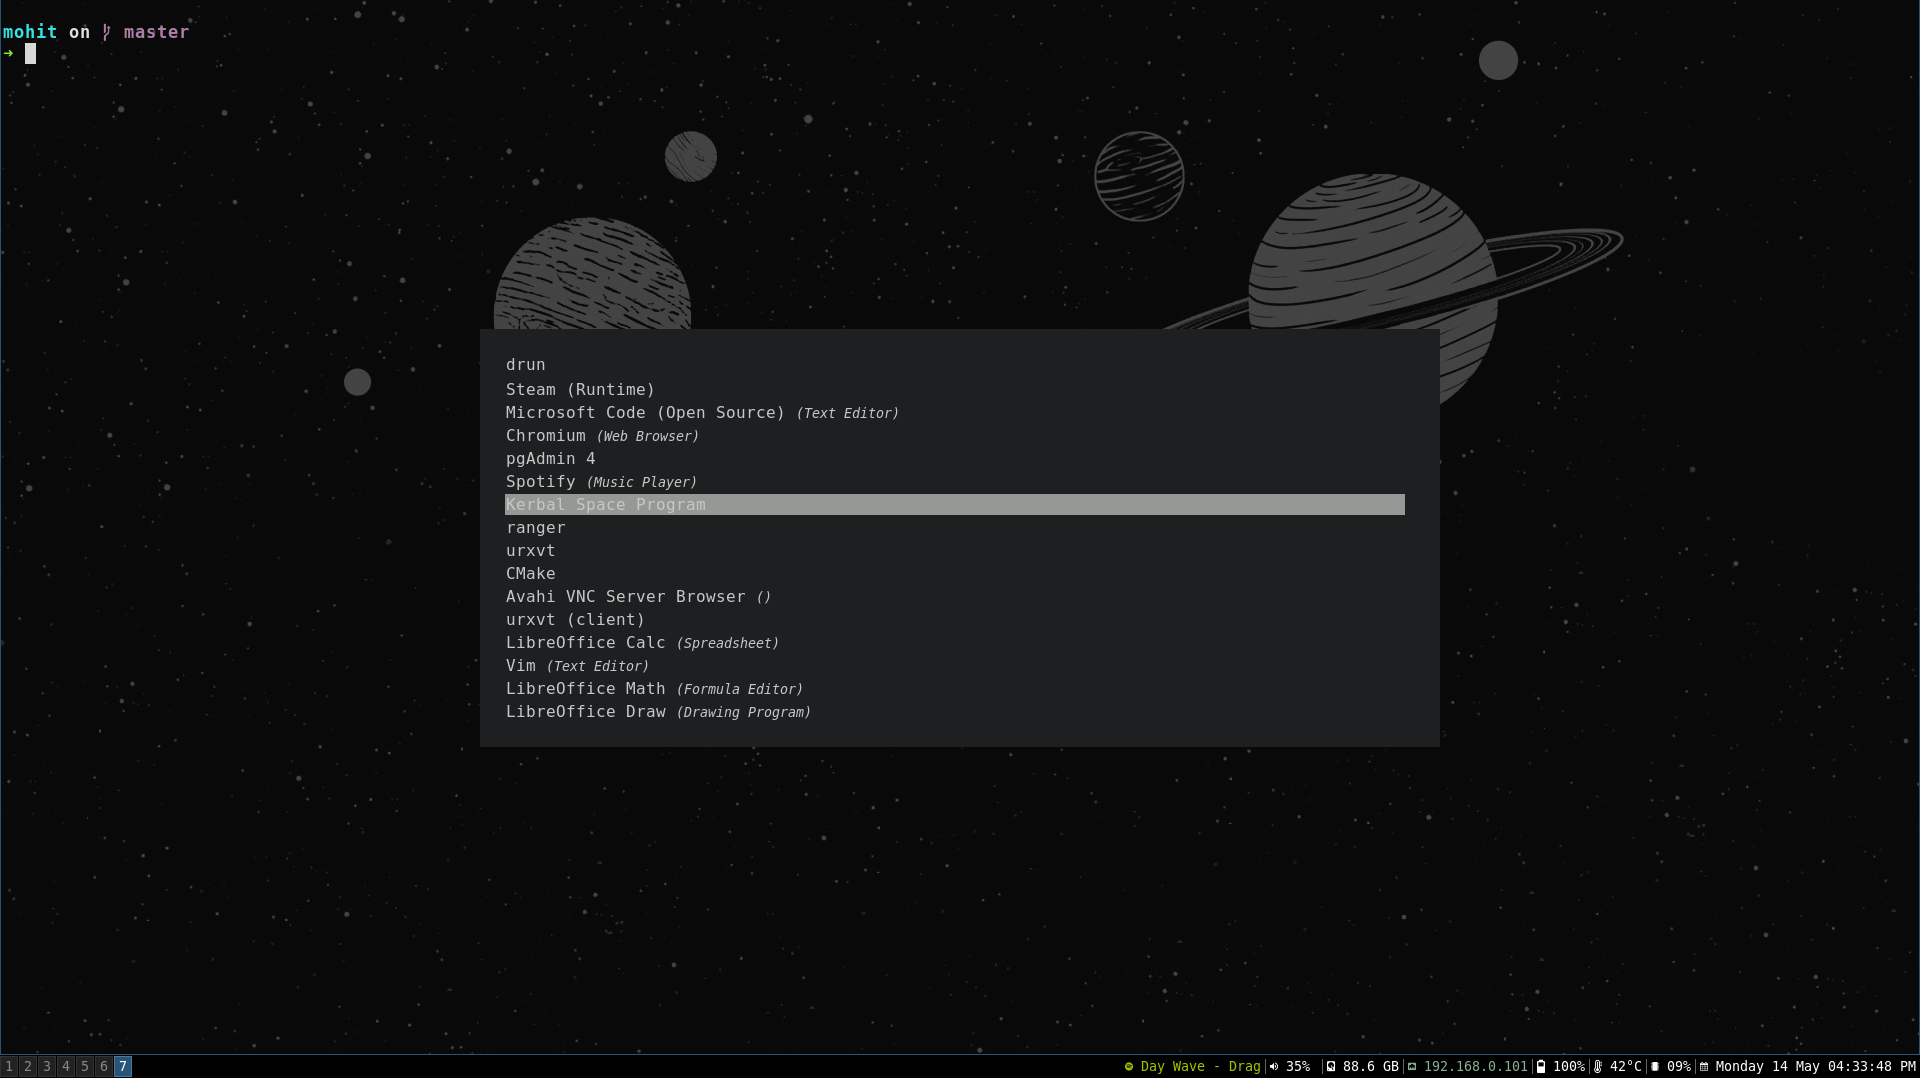 mohit on master
➜
drun
Steam (Runtime)
Microsoft Code (Open Source) (Text Editor)
Chromium (Web Browser)
pgAdmin 4
Spotify (Music Player)
Kerbal Space Program
ranger
urxvt
CMake
Avahi VNC Server Browser ()
urxvt (client)
LibreOffice Calc (Spreadsheet)
Vim (Text Editor)
LibreOffice Math (Formula Editor)
LibreOffice Draw (Drawing Program)
1 2 3 4 5 6 7 Day Wave - Drag 35% 88.6 GB 192.168.0.101 100% 42°C 09% Monday 14 May 04:33:48 PM